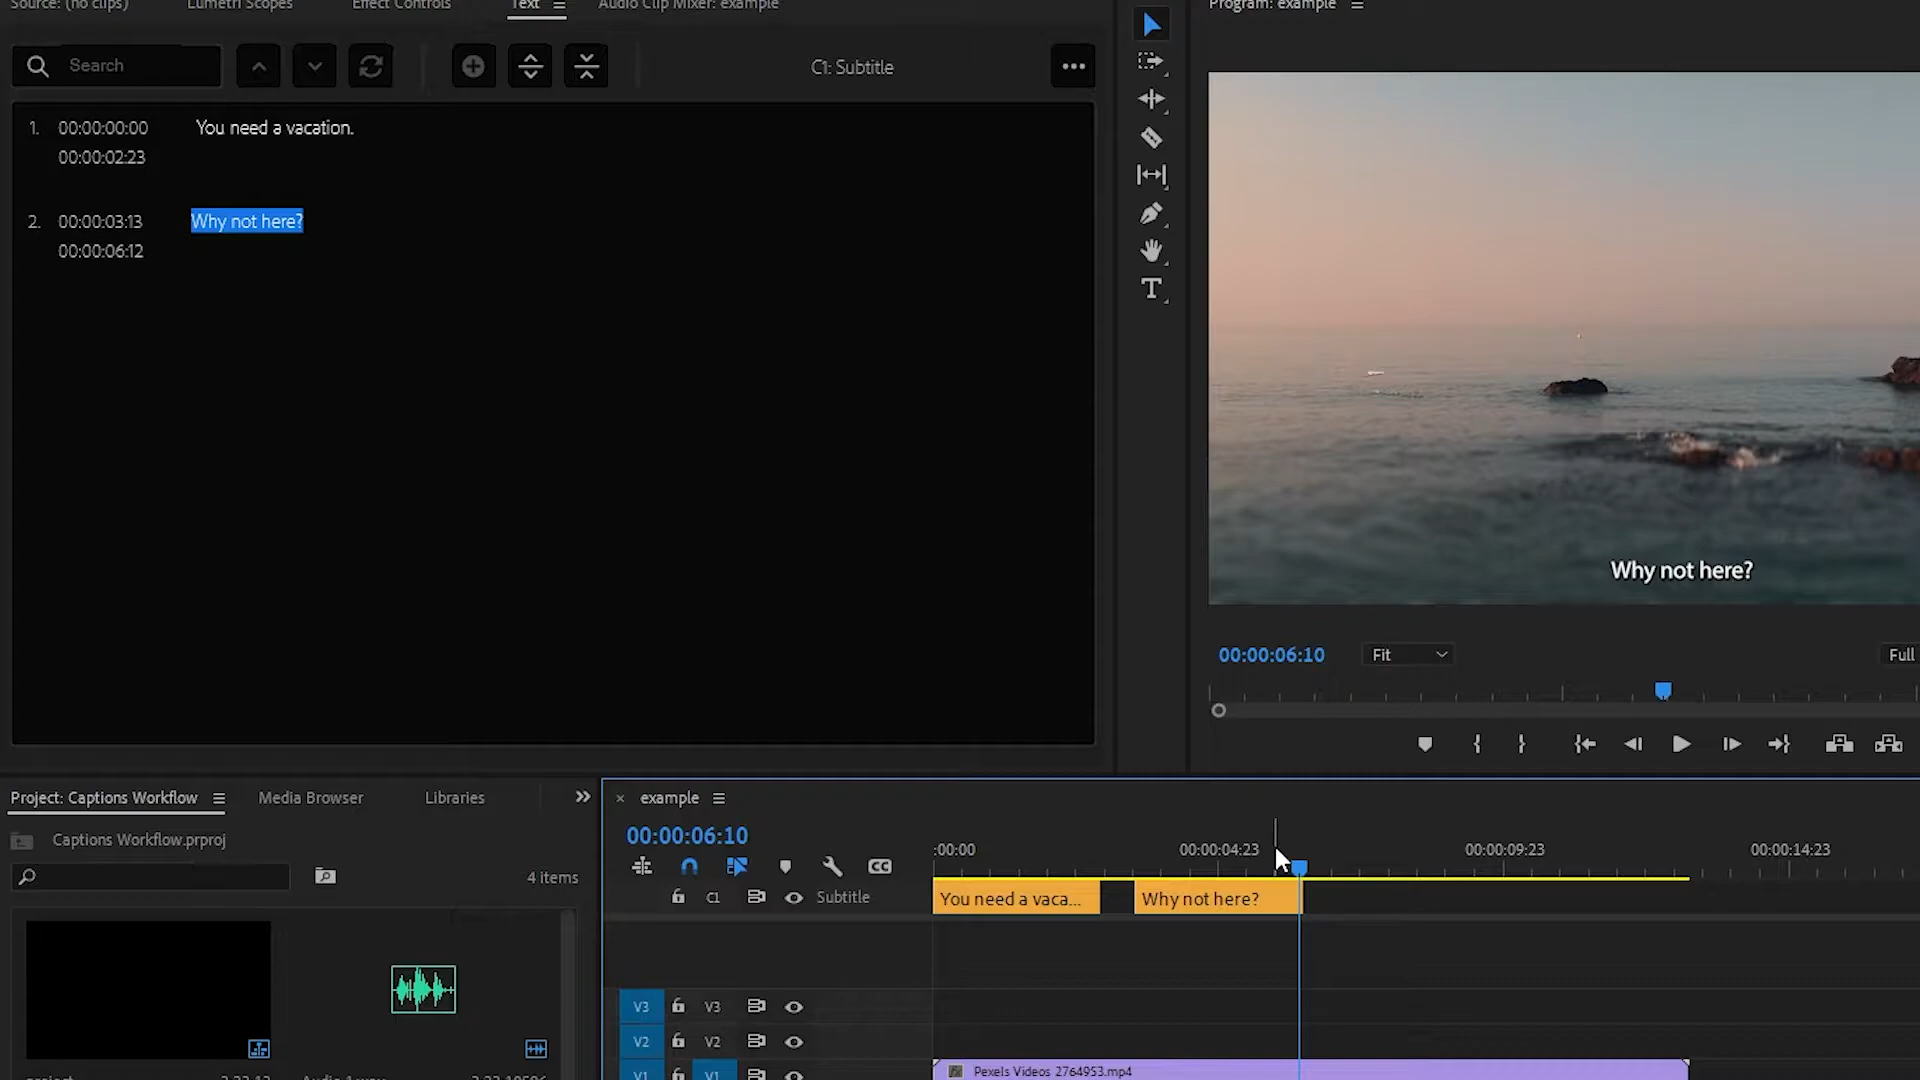 Source: (no clips)
Lumetri Scopes
Effect Controls
Text
Audio Clip Mixer: example
Program: example
Search
C1: Subtitle
1. 00:00:00:00 You need a vacation.
00:00:02:23
2. 00:00:03:13 Why not here?
00:00:06:12
T
Why not here?
00:00:06:10
Fit
Full
Project: Captions Workflow
Media Browser
Libraries
example
Captions Workflow.prproj
4 items
00:00:06:10
:00:00
00:00:04:23
00:00:09:23
00:00:14:23
CC
C1
Subtitle
You need a vaca...
Why not here?
V3
V3
V2
V2
V1
V1
fx
Pexels Videos 2764953.mp4